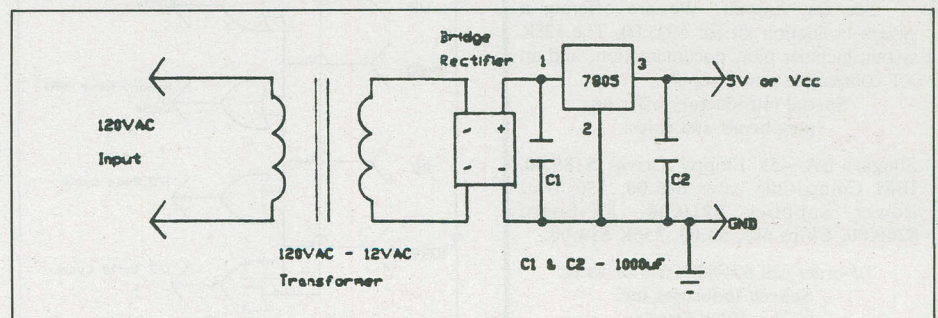 Bridge
Rectifier
1
7805
3
5V or Vcc
120VAC
Input
2
~ +
~ -
C1
C2
GND
120VAC - 12VAC
Transformer
C1 & C2 - 1000uF